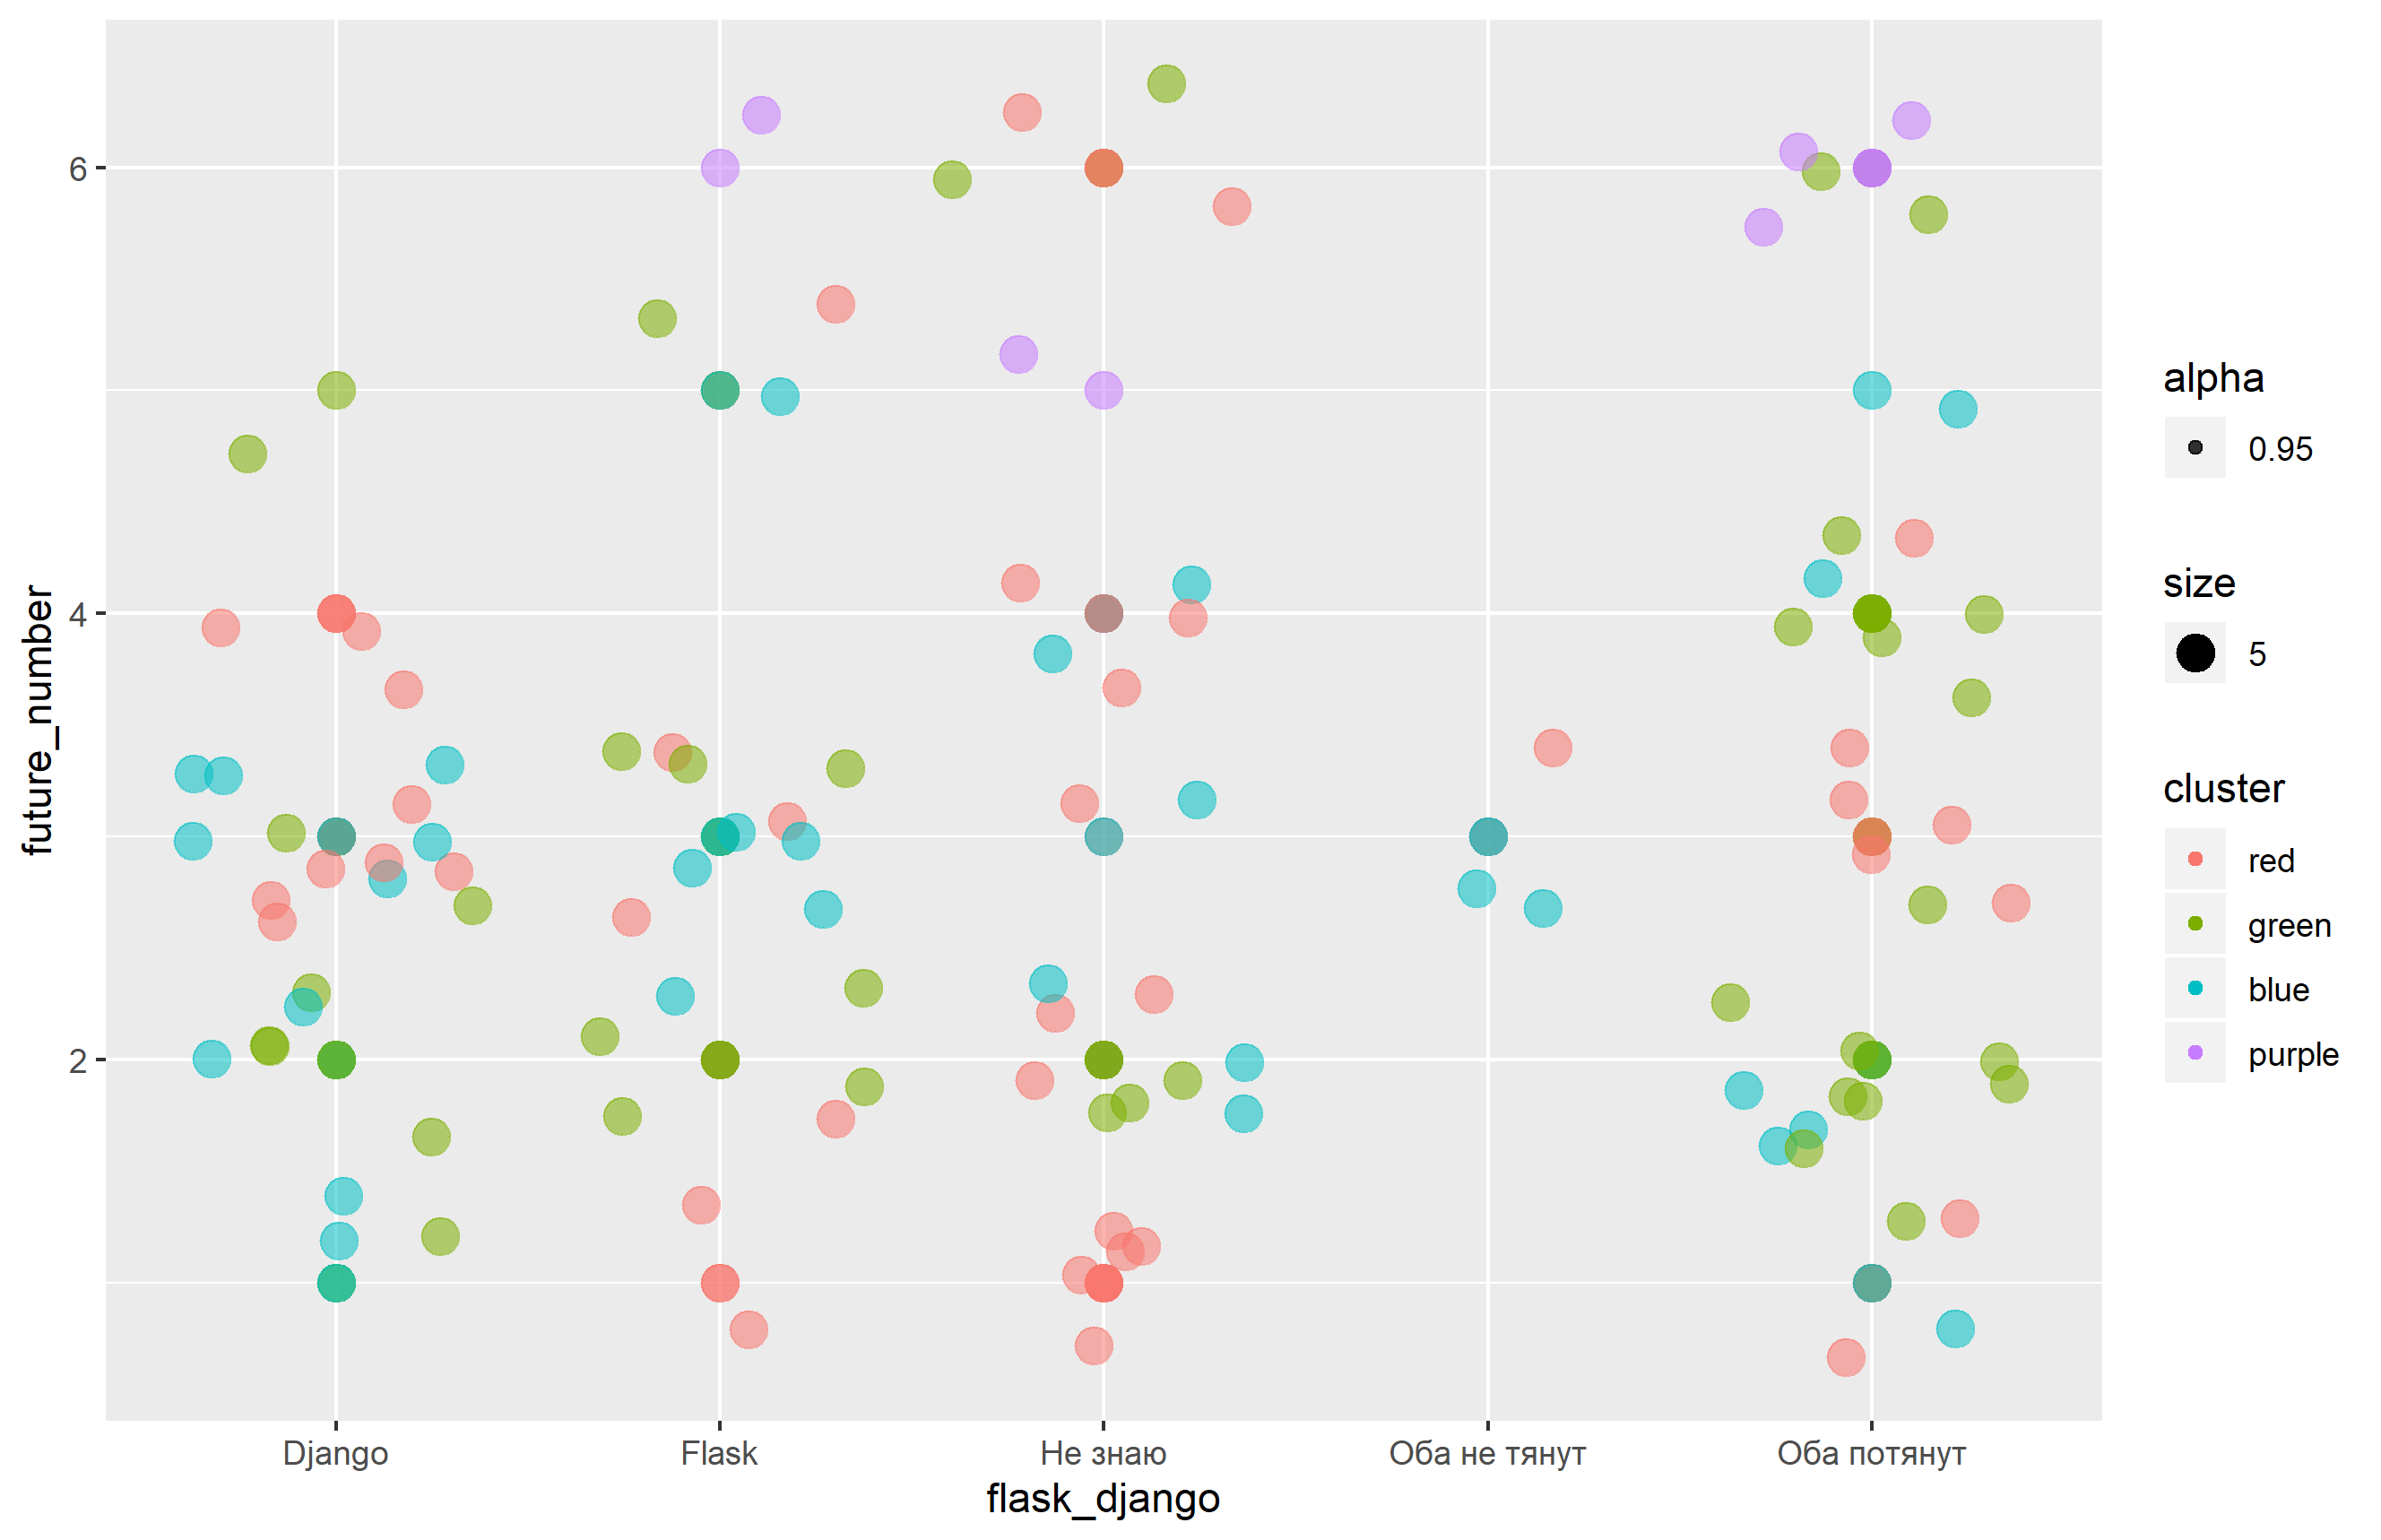 future_number
6
4
2
Django
Flask
Не знаю
Оба не тянут
Оба потянут
flask_django
alpha
0.95
size
5
cluster
red
green
blue
purple